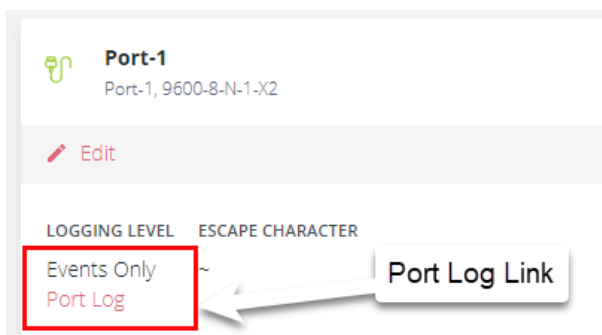 Port-1
Port-1, 9600-8-N-1-X2
Edit
LOGGING LEVEL ESCAPE CHARACTER
Events Only ~
Port Log
Port Log Link